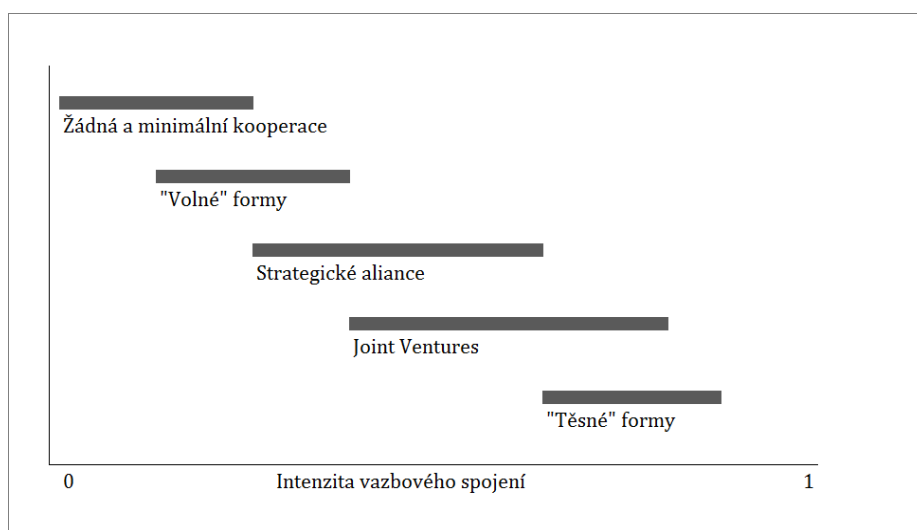 Žádná a minimální kooperace
"Volné" formy
Strategické aliance
Joint Ventures
"Těsné" formy
0 Intenzita vazbového spojení 1